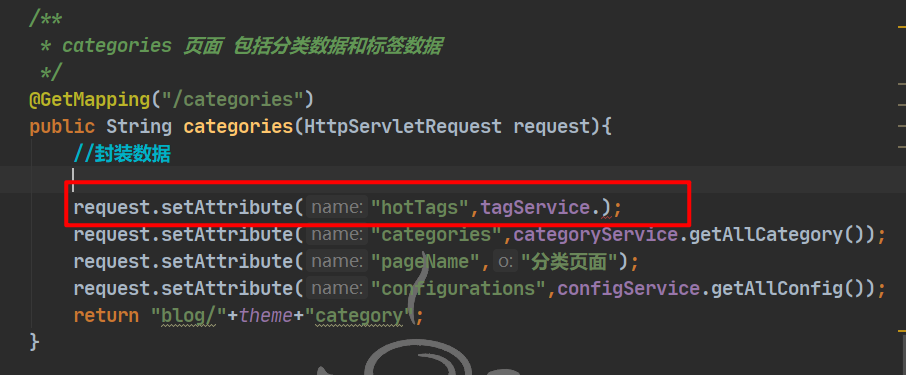 /**
 * categories 页面 包括分类数据和标签数据
 */
@GetMapping("/categories")
public String categories(HttpServletRequest request){
//封装数据
request.setAttribute( name: "hotTags",tagService.);
request.setAttribute( name: "categories",categoryService.getAllCategory());
request.setAttribute( name: "pageName", o: "分类页面");
request.setAttribute( name: "configurations",configService.getAllConfig());
return "blog/"+theme+"category";
}